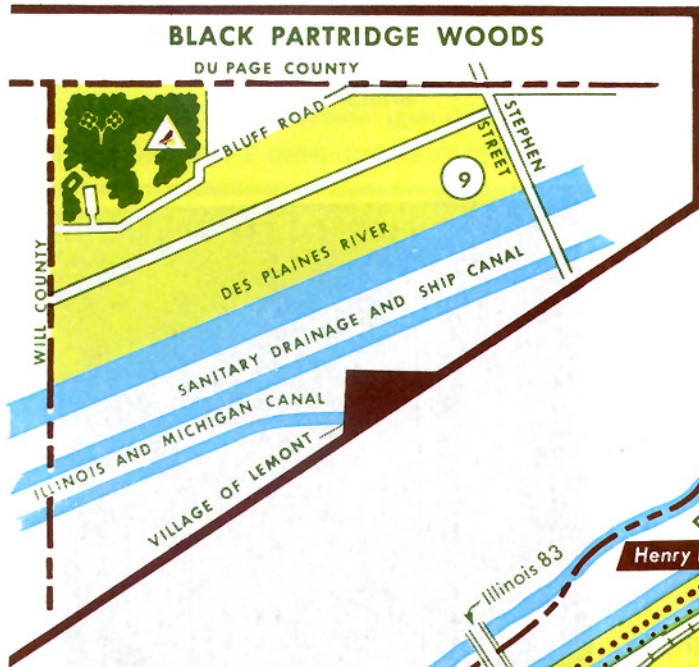 BLACK PARTRIDGE WOODS
DU PAGE COUNTY
BLUFF ROAD
STEPHEN
STREET
9
WILL COUNTY
DES PLAINES RIVER
SANITARY DRAINAGE AND SHIP CANAL
ILLINOIS AND MICHIGAN CANAL
VILLAGE OF LEMONT
Illinois 83
Henry